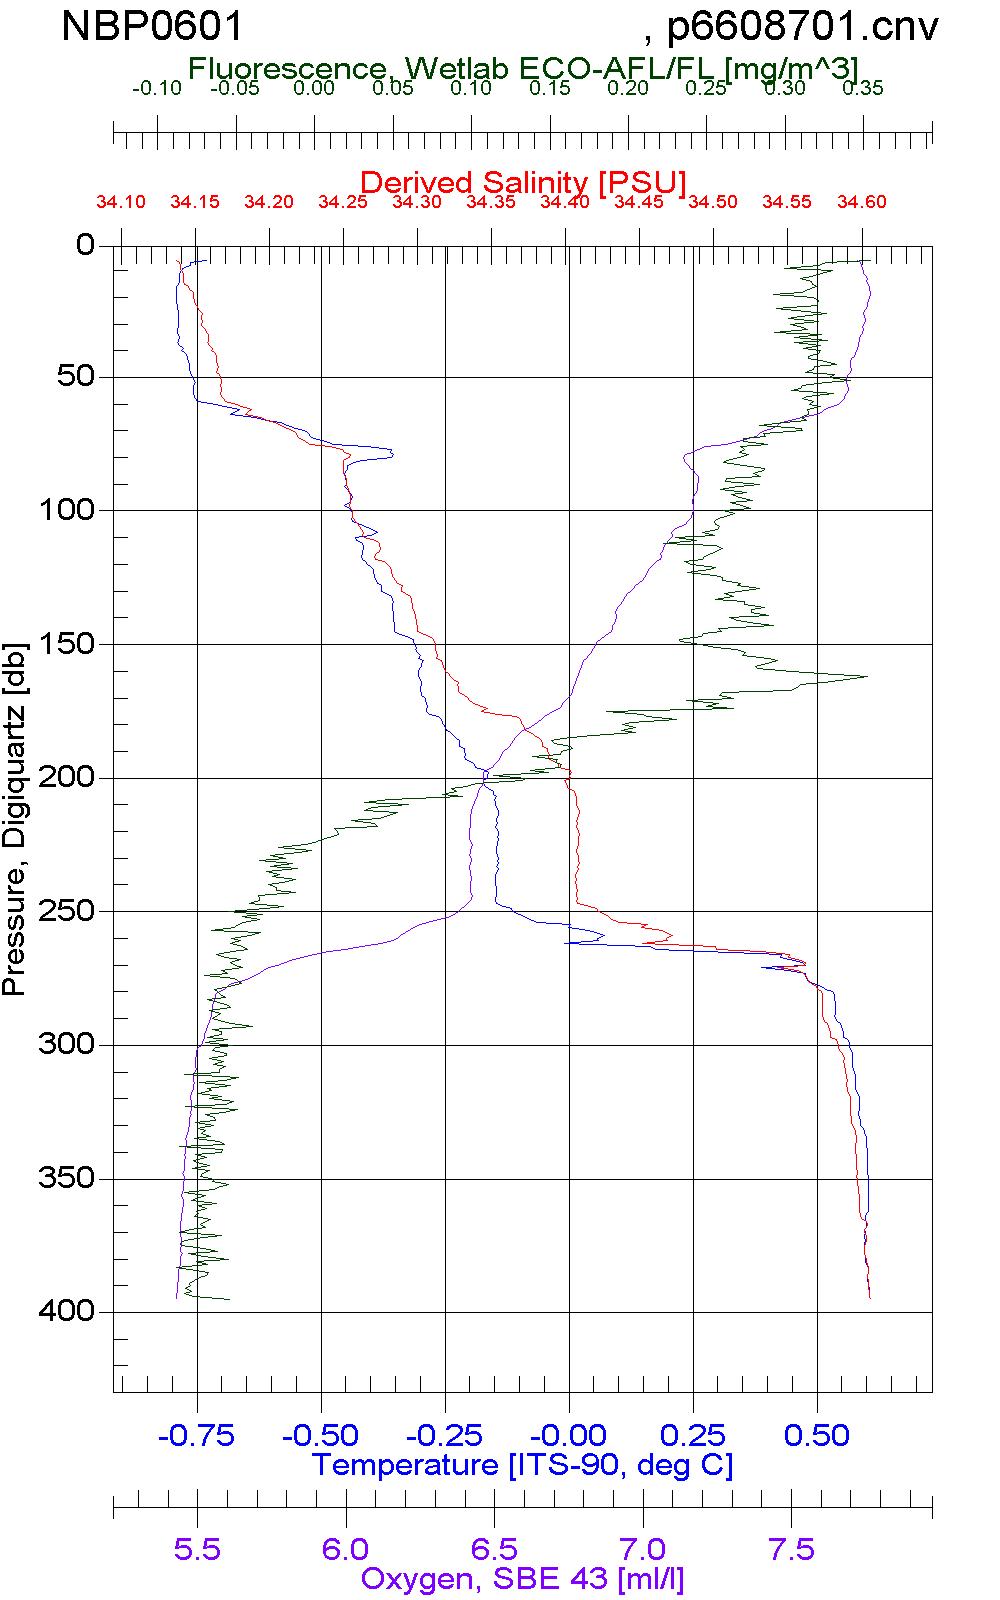 NBP0601 , p6608701.cnv
Fluorescence, Wetlab ECO-AFL/FL [mg/m^3]
-0.10 -0.05 0.00 0.05 0.10 0.15 0.20 0.25 0.30 0.35
Derived Salinity [PSU]
34.10 34.15 34.20 34.25 34.30 34.35 34.40 34.45 34.50 34.55 34.60
0
50
100
150
200
250
300
350
400
Pressure, Digiquartz [db]
-0.75 -0.50 -0.25 -0.00 0.25 0.50
Temperature [ITS-90, deg C]
5.5 6.0 6.5 7.0 7.5
Oxygen, SBE 43 [ml/l]